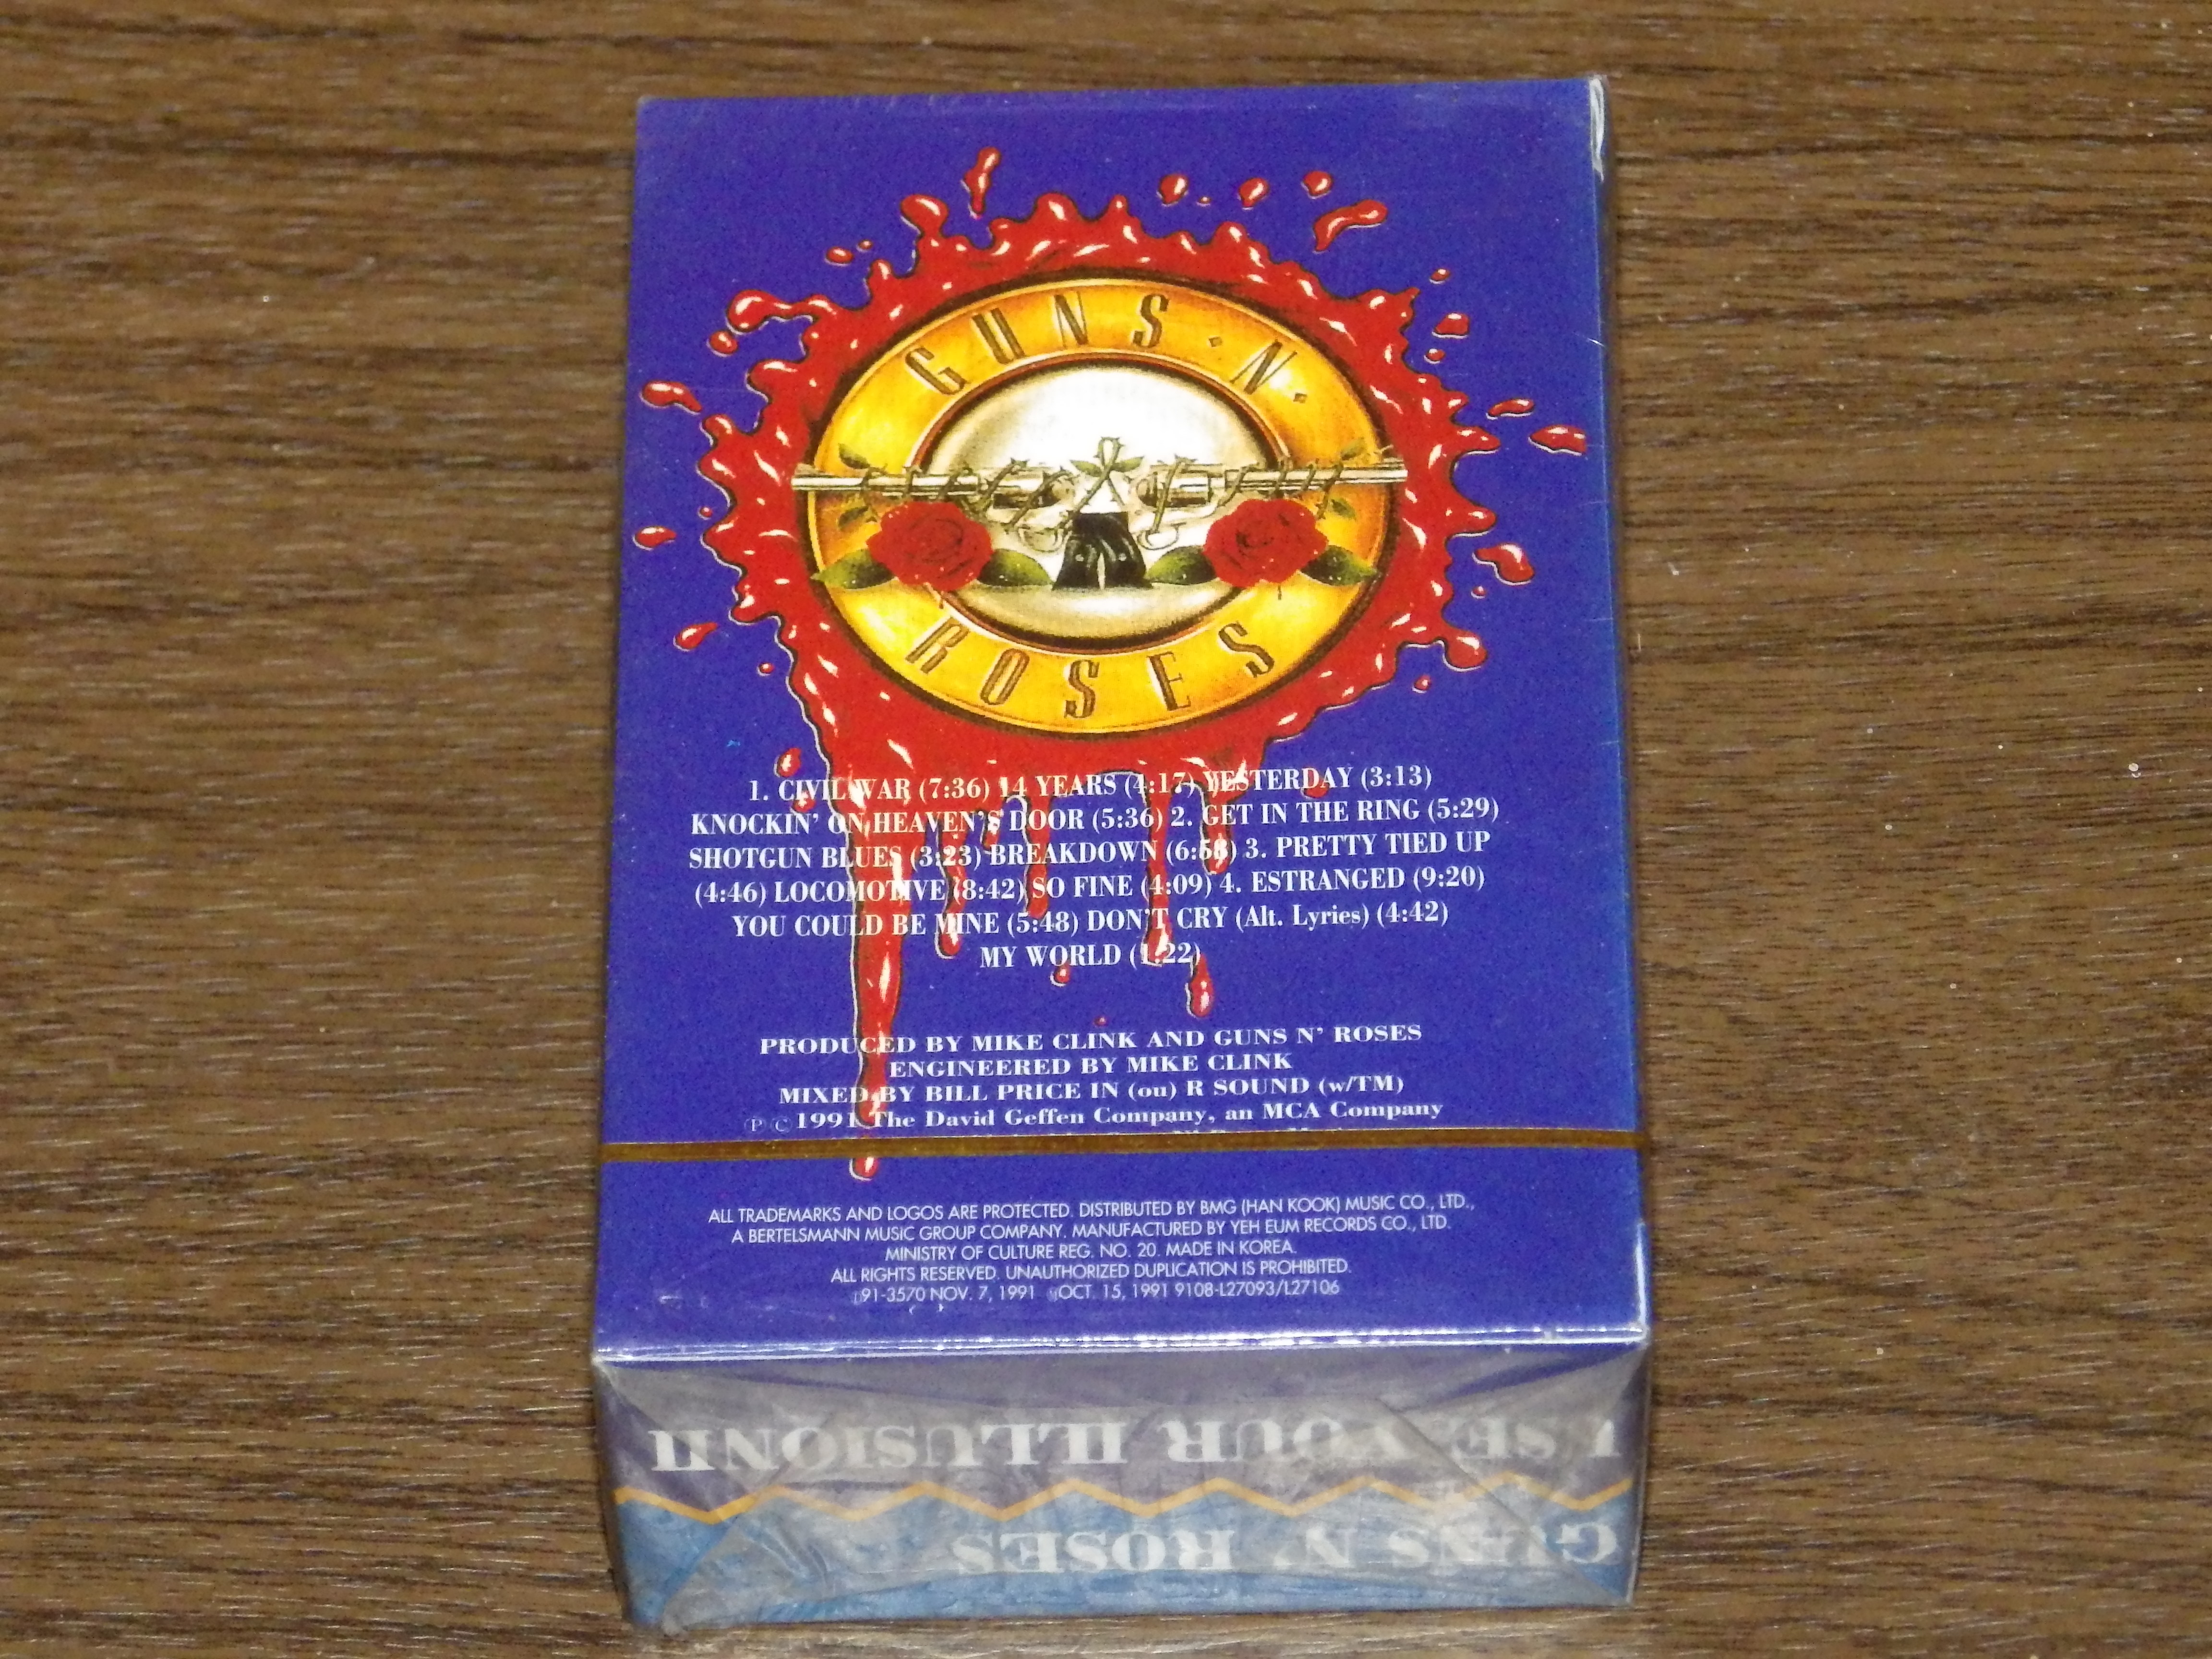 GUNS · N ·
ROSES
1. CIVIL WAR (7:36) 14 YEARS (4:17) YESTERDAY (3:13)
KNOCKIN' ON HEAVEN'S DOOR (5:36) 2. GET IN THE RING (5:29)
SHOTGUN BLUES (3:23) BREAKDOWN (6:58) 3. PRETTY TIED UP
(4:46) LOCOMOTIVE (8:42) SO FINE (4:09) 4. ESTRANGED (9:20)
YOU COULD BE MINE (5:48) DON'T CRY (Alt. Lyries) (4:42)
MY WORLD (1:22)
PRODUCED BY MIKE CLINK AND GUNS N' ROSES
ENGINEERED BY MIKE CLINK
MIXED BY BILL PRICE IN (ou) R SOUND (w/TM)
Ⓟ © 1991 The David Geffen Company, an MCA Company
ALL TRADEMARKS AND LOGOS ARE PROTECTED. DISTRIBUTED BY BMG (HAN KOOK) MUSIC CO., LTD.,
A BERTELSMANN MUSIC GROUP COMPANY. MANUFACTURED BY YEH EUM RECORDS CO., LTD.
MINISTRY OF CULTURE REG. NO. 20. MADE IN KOREA.
ALL RIGHTS RESERVED. UNAUTHORIZED DUPLICATION IS PROHIBITED.
91-3570 NOV. 7, 1991 OCT. 15, 1991 9108-L27093/L27106
GUNS N' ROSES
USE YOUR ILLUSION II